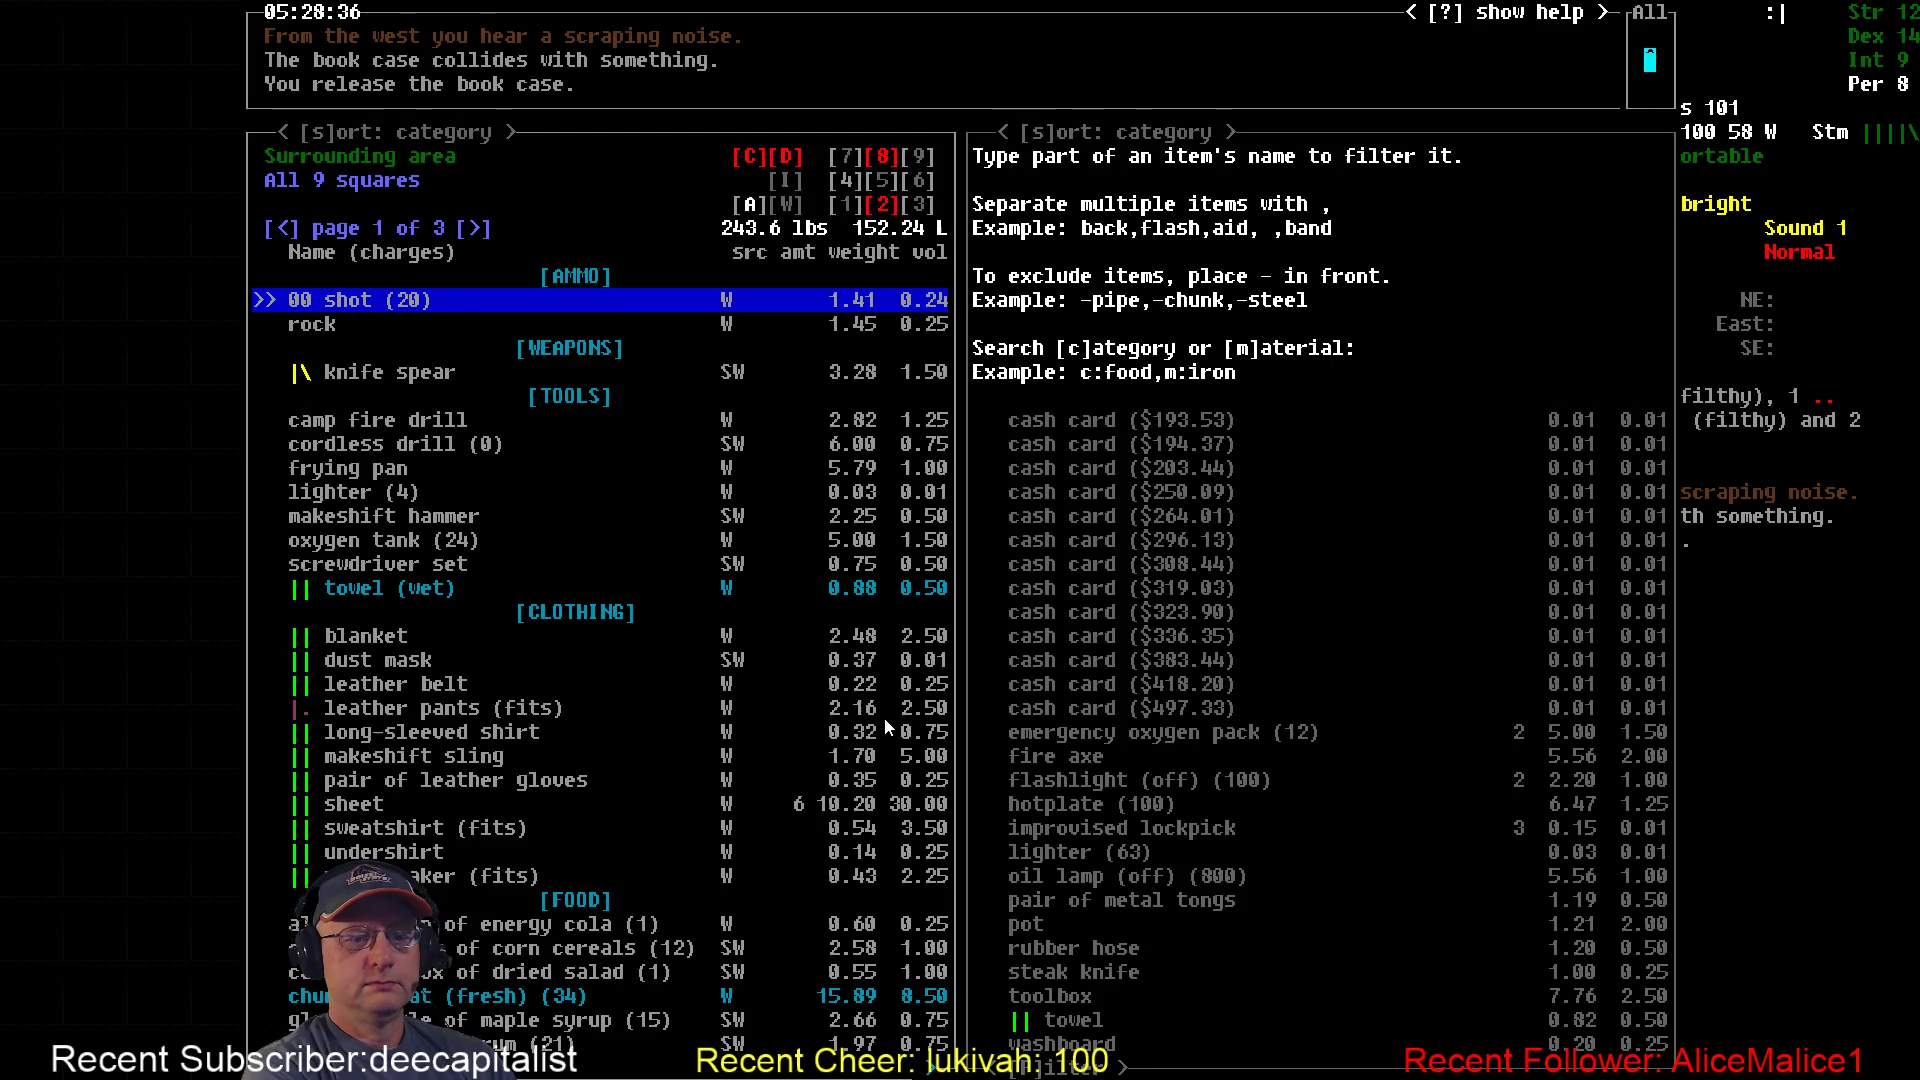 05:28:36
< [?] show help >
All
:|
Str 12
From the west you hear a scraping noise.
Dex 14
The book case collides with something.
Int 9
You release the book case.
Per 8
s 101
< [s]ort: category >
< [s]ort: category >
100 58 W Stm ||||\
Surrounding area
[C][D] [7][8][9]
Type part of an item's name to filter it.
ortable
All 9 squares
[I] [4][5][6]
[A][W] [1][2][3]
Separate multiple items with ,
bright
[<] page 1 of 3 [>]
243.6 lbs 152.24 L
Example: back,flash,aid, ,band
Sound 1
Name (charges) src amt weight vol
Normal
[AMMO]
To exclude items, place - in front.
>> 00 shot (20) W 1.41 0.24
Example: -pipe,-chunk,-steel
NE:
rock W 1.45 0.25
East:
[WEAPONS]
Search [c]ategory or [m]aterial:
SE:
|\ knife spear SW 3.28 1.50
Example: c:food,m:iron
[TOOLS]
filthy), 1 ..
camp fire drill W 2.82 1.25
cash card ($193.53) 0.01 0.01
(filthy) and 2
cordless drill (0) SW 6.00 0.75
cash card ($194.37) 0.01 0.01
frying pan W 5.79 1.00
cash card ($203.44) 0.01 0.01
lighter (4) W 0.03 0.01
cash card ($250.09) 0.01 0.01
scraping noise.
makeshift hammer SW 2.25 0.50
cash card ($264.01) 0.01 0.01
th something.
oxygen tank (24) W 5.00 1.50
cash card ($296.13) 0.01 0.01
.
screwdriver set SW 0.75 0.50
cash card ($308.44) 0.01 0.01
|| towel (wet) W 0.88 0.50
cash card ($319.03) 0.01 0.01
[CLOTHING]
cash card ($323.90) 0.01 0.01
|| blanket W 2.48 2.50
cash card ($336.35) 0.01 0.01
|| dust mask SW 0.37 0.01
cash card ($383.44) 0.01 0.01
|| leather belt W 0.22 0.25
cash card ($418.20) 0.01 0.01
|. leather pants (fits) W 2.16 2.50
cash card ($497.33) 0.01 0.01
|| long-sleeved shirt W 0.32 0.75
emergency oxygen pack (12) 2 5.00 1.50
|| makeshift sling W 1.70 5.00
fire axe 5.56 2.00
|| pair of leather gloves W 0.35 0.25
flashlight (off) (100) 2 2.20 1.00
|| sheet W 6 10.20 30.00
hotplate (100) 6.47 1.25
|| sweatshirt (fits) W 0.54 3.50
improvised lockpick 3 0.15 0.01
|| undershirt W 0.14 0.25
lighter (63) 0.03 0.01
|| aker (fits) W 0.43 2.25
oil lamp (off) (800) 5.56 1.00
[FOOD]
pair of metal tongs 1.19 0.50
al of energy cola (1) W 0.60 0.25
pot 1.21 2.00
of corn cereals (12) SW 2.58 1.00
rubber hose 1.20 0.50
ox of dried salad (1) SW 0.55 1.00
steak knife 1.00 0.25
chun at (fresh) (34) W 15.89 8.50
toolbox 7.76 2.50
gl le of maple syrup (15) SW 2.66 0.75
|| towel 0.82 0.50
rum (21) SW 1.97 0.75
washboard 0.20 0.25
Recent Subscriber:deecapitalist
Recent Cheer: lukivah: 100
Recent Follower: AliceMalice1